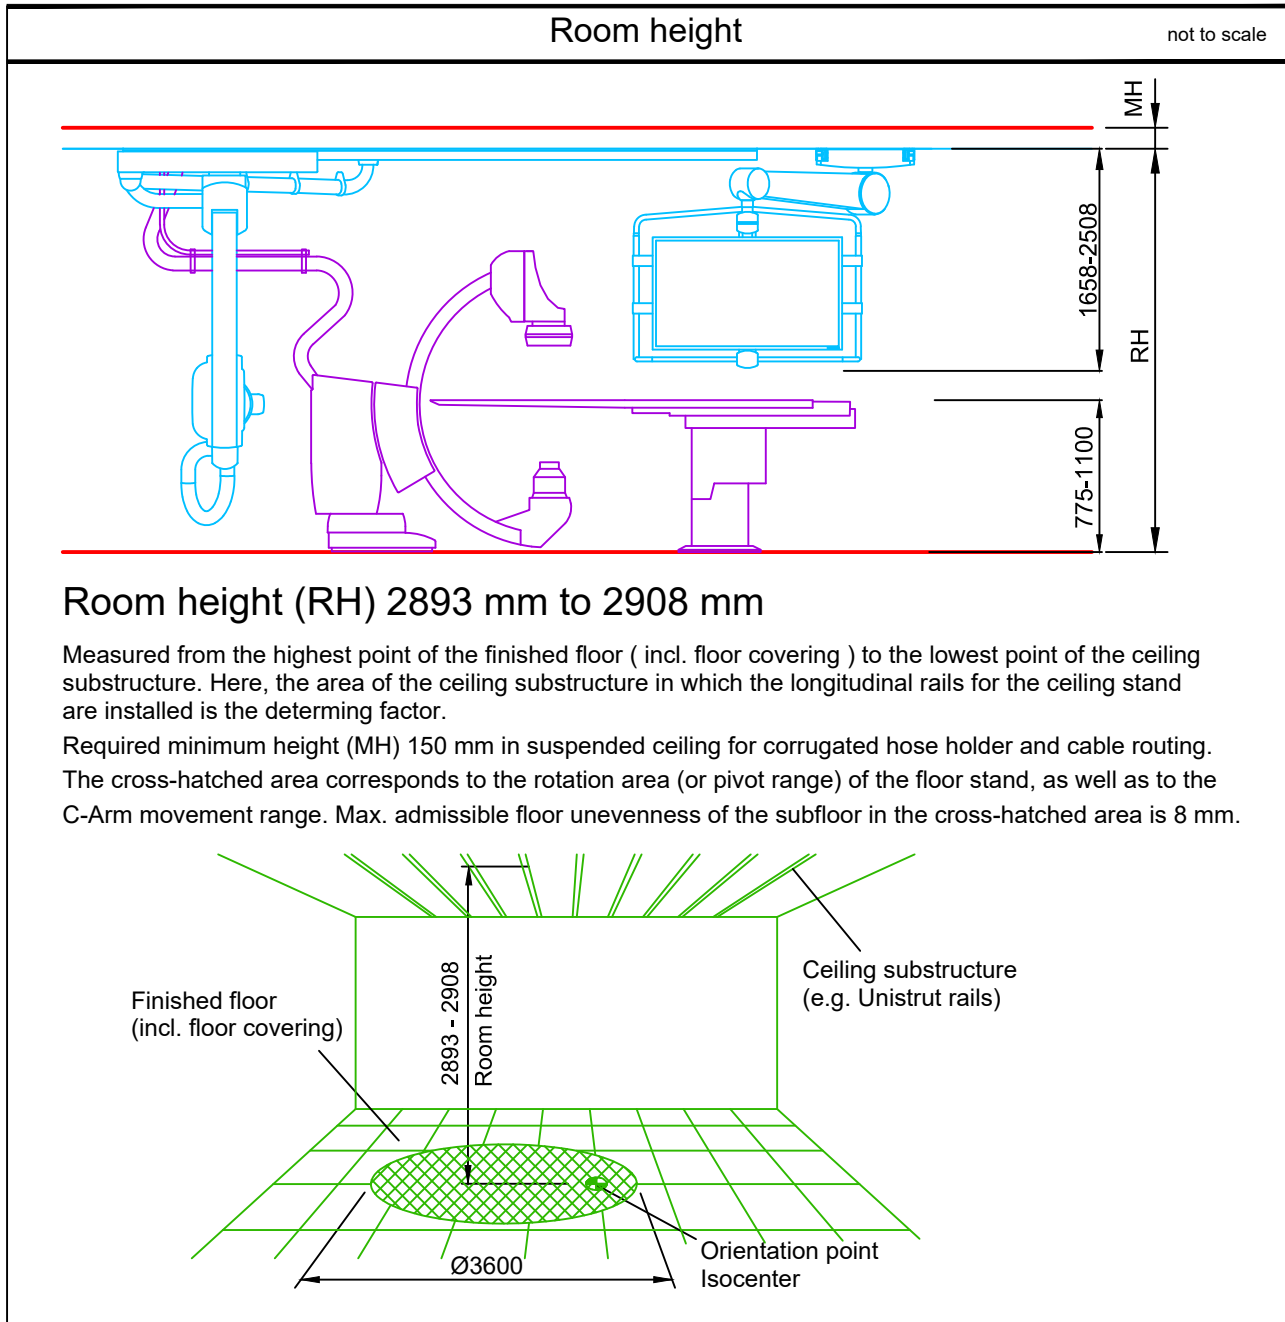 Room height
not to scale
MH
1658-2508
RH
775-1100
Room height (RH) 2893 mm to 2908 mm
Measured from the highest point of the finished floor ( incl. floor covering ) to the lowest point of the ceiling
substructure. Here, the area of the ceiling substructure in which the longitudinal rails for the ceiling stand
are installed is the determing factor.
Required minimum height (MH) 150 mm in suspended ceiling for corrugated hose holder and cable routing.
The cross-hatched area corresponds to the rotation area (or pivot range) of the floor stand, as well as to the
C-Arm movement range. Max. admissible floor unevenness of the subfloor in the cross-hatched area is 8 mm.
Ceiling substructure
(e.g. Unistrut rails)
Finished floor
(incl. floor covering)
2893 - 2908
Room height
Orientation point
Isocenter
Ø3600